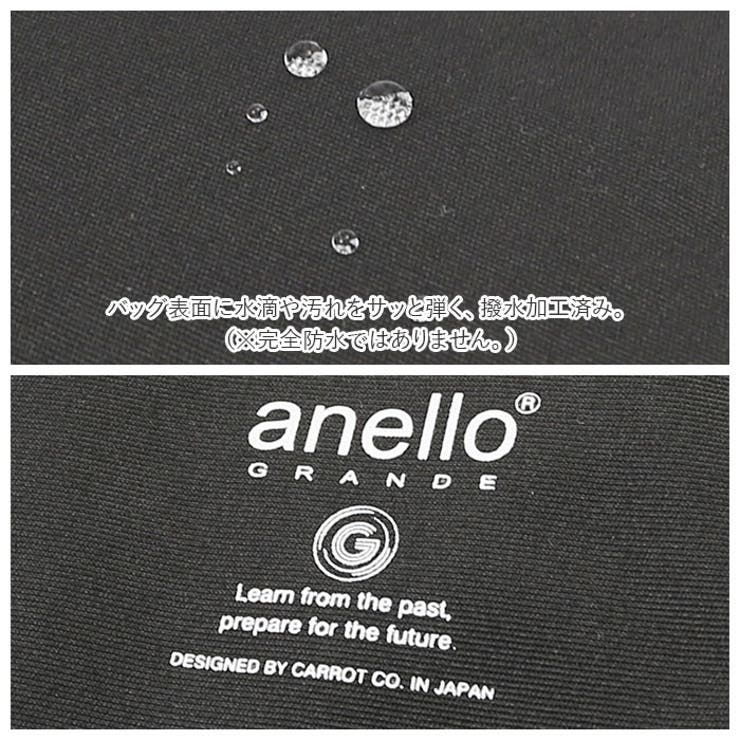 バッグ表面に水滴や汚れをサッと弾く、撥水加工済み。
(※完全防水ではありません。)
anello®
GRANDE
G
Learn from the past,
prepare for the future.
DESIGNED BY CARROT CO. IN JAPAN